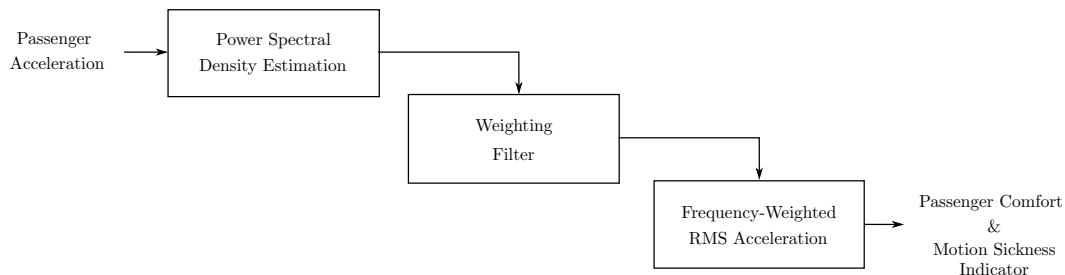 Passenger
Acceleration
Power Spectral
Density Estimation
Weighting
Filter
Frequency-Weighted
RMS Acceleration
Passenger Comfort
&
Motion Sickness
Indicator